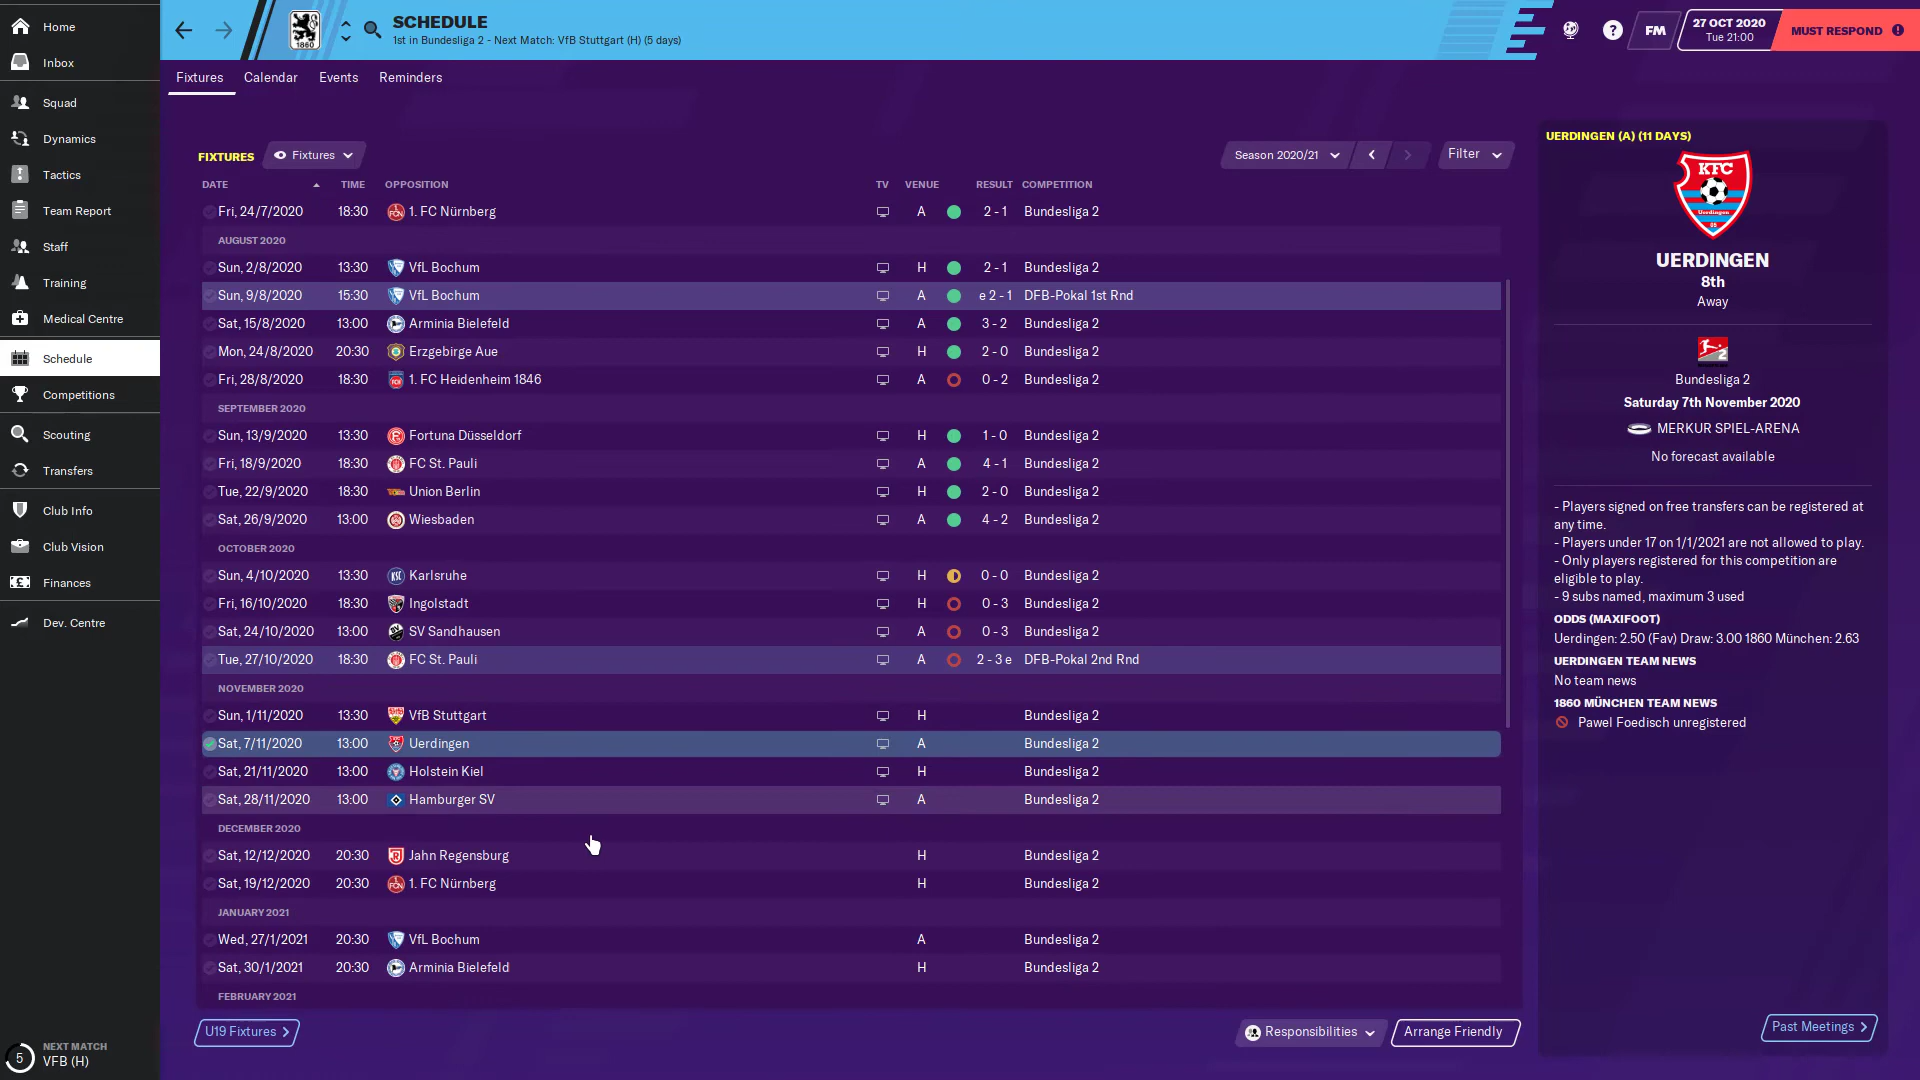 Home
Inbox
Squad
Dynamics
Tactics
Team Report
Staff
Training
Medical Centre
Schedule
Competitions
Scouting
Transfers
Club Info
Club Vision
Finances
Dev. Centre
5
NEXT MATCH
VFB (H)
1860
SCHEDULE
1st in Bundesliga 2 - Next Match: VfB Stuttgart (H) (5 days)
?
FM
27 OCT 2020
Tue 21:00
MUST RESPOND
Fixtures Calendar Events Reminders
FIXTURES Fixtures Season 2020/21 Filter
DATE TIME OPPOSITION TV VENUE RESULT COMPETITION
Fri, 24/7/2020 18:30 1. FC Nürnberg A 2 - 1 Bundesliga 2
AUGUST 2020
Sun, 2/8/2020 13:30 VfL Bochum H 2 - 1 Bundesliga 2
Sun, 9/8/2020 15:30 VfL Bochum A e 2 - 1 DFB-Pokal 1st Rnd
Sat, 15/8/2020 13:00 Arminia Bielefeld A 3 - 2 Bundesliga 2
Mon, 24/8/2020 20:30 Erzgebirge Aue H 2 - 0 Bundesliga 2
Fri, 28/8/2020 18:30 1. FC Heidenheim 1846 A 0 - 2 Bundesliga 2
SEPTEMBER 2020
Sun, 13/9/2020 13:30 Fortuna Düsseldorf H 1 - 0 Bundesliga 2
Fri, 18/9/2020 18:30 FC St. Pauli A 4 - 1 Bundesliga 2
Tue, 22/9/2020 18:30 Union Berlin H 2 - 0 Bundesliga 2
Sat, 26/9/2020 13:00 Wiesbaden A 4 - 2 Bundesliga 2
OCTOBER 2020
Sun, 4/10/2020 13:30 Karlsruhe H 0 - 0 Bundesliga 2
Fri, 16/10/2020 18:30 Ingolstadt H 0 - 3 Bundesliga 2
Sat, 24/10/2020 13:00 SV Sandhausen A 0 - 3 Bundesliga 2
Tue, 27/10/2020 18:30 FC St. Pauli A 2 - 3 e DFB-Pokal 2nd Rnd
NOVEMBER 2020
Sun, 1/11/2020 13:30 VfB Stuttgart H Bundesliga 2
Sat, 7/11/2020 13:00 Uerdingen A Bundesliga 2
Sat, 21/11/2020 13:00 Holstein Kiel H Bundesliga 2
Sat, 28/11/2020 13:00 Hamburger SV A Bundesliga 2
DECEMBER 2020
Sat, 12/12/2020 20:30 Jahn Regensburg H Bundesliga 2
Sat, 19/12/2020 20:30 1. FC Nürnberg H Bundesliga 2
JANUARY 2021
Wed, 27/1/2021 20:30 VfL Bochum A Bundesliga 2
Sat, 30/1/2021 20:30 Arminia Bielefeld H Bundesliga 2
FEBRUARY 2021
U19 Fixtures Responsibilities Arrange Friendly
UERDINGEN (A) (11 DAYS)
KFC
Uerdingen
05
UERDINGEN
8th
Away
2
Bundesliga 2
Saturday 7th November 2020
MERKUR SPIEL-ARENA
No forecast available
- Players signed on free transfers can be registered at
any time.
- Players under 17 on 1/1/2021 are not allowed to play.
- Only players registered for this competition are
eligible to play.
- 9 subs named, maximum 3 used
ODDS (MAXIFOOT)
Uerdingen: 2.50 (Fav) Draw: 3.00 1860 München: 2.63
UERDINGEN TEAM NEWS
No team news
1860 MÜNCHEN TEAM NEWS
Pawel Foedisch unregistered
Past Meetings